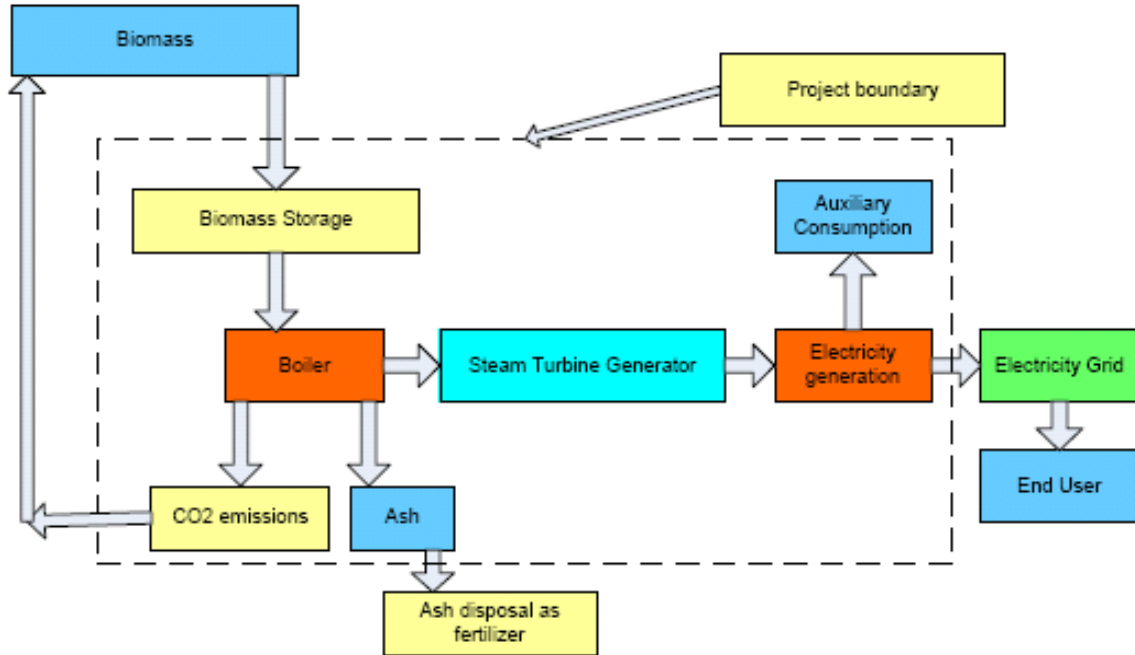 Biomass
Project boundary
Biomass Storage
Auxiliary
Consumption
Boiler
Steam Turbine Generator
Electricity
generation
Electricity Grid
CO2 emissions
Ash
End User
Ash disposal as
fertilizer